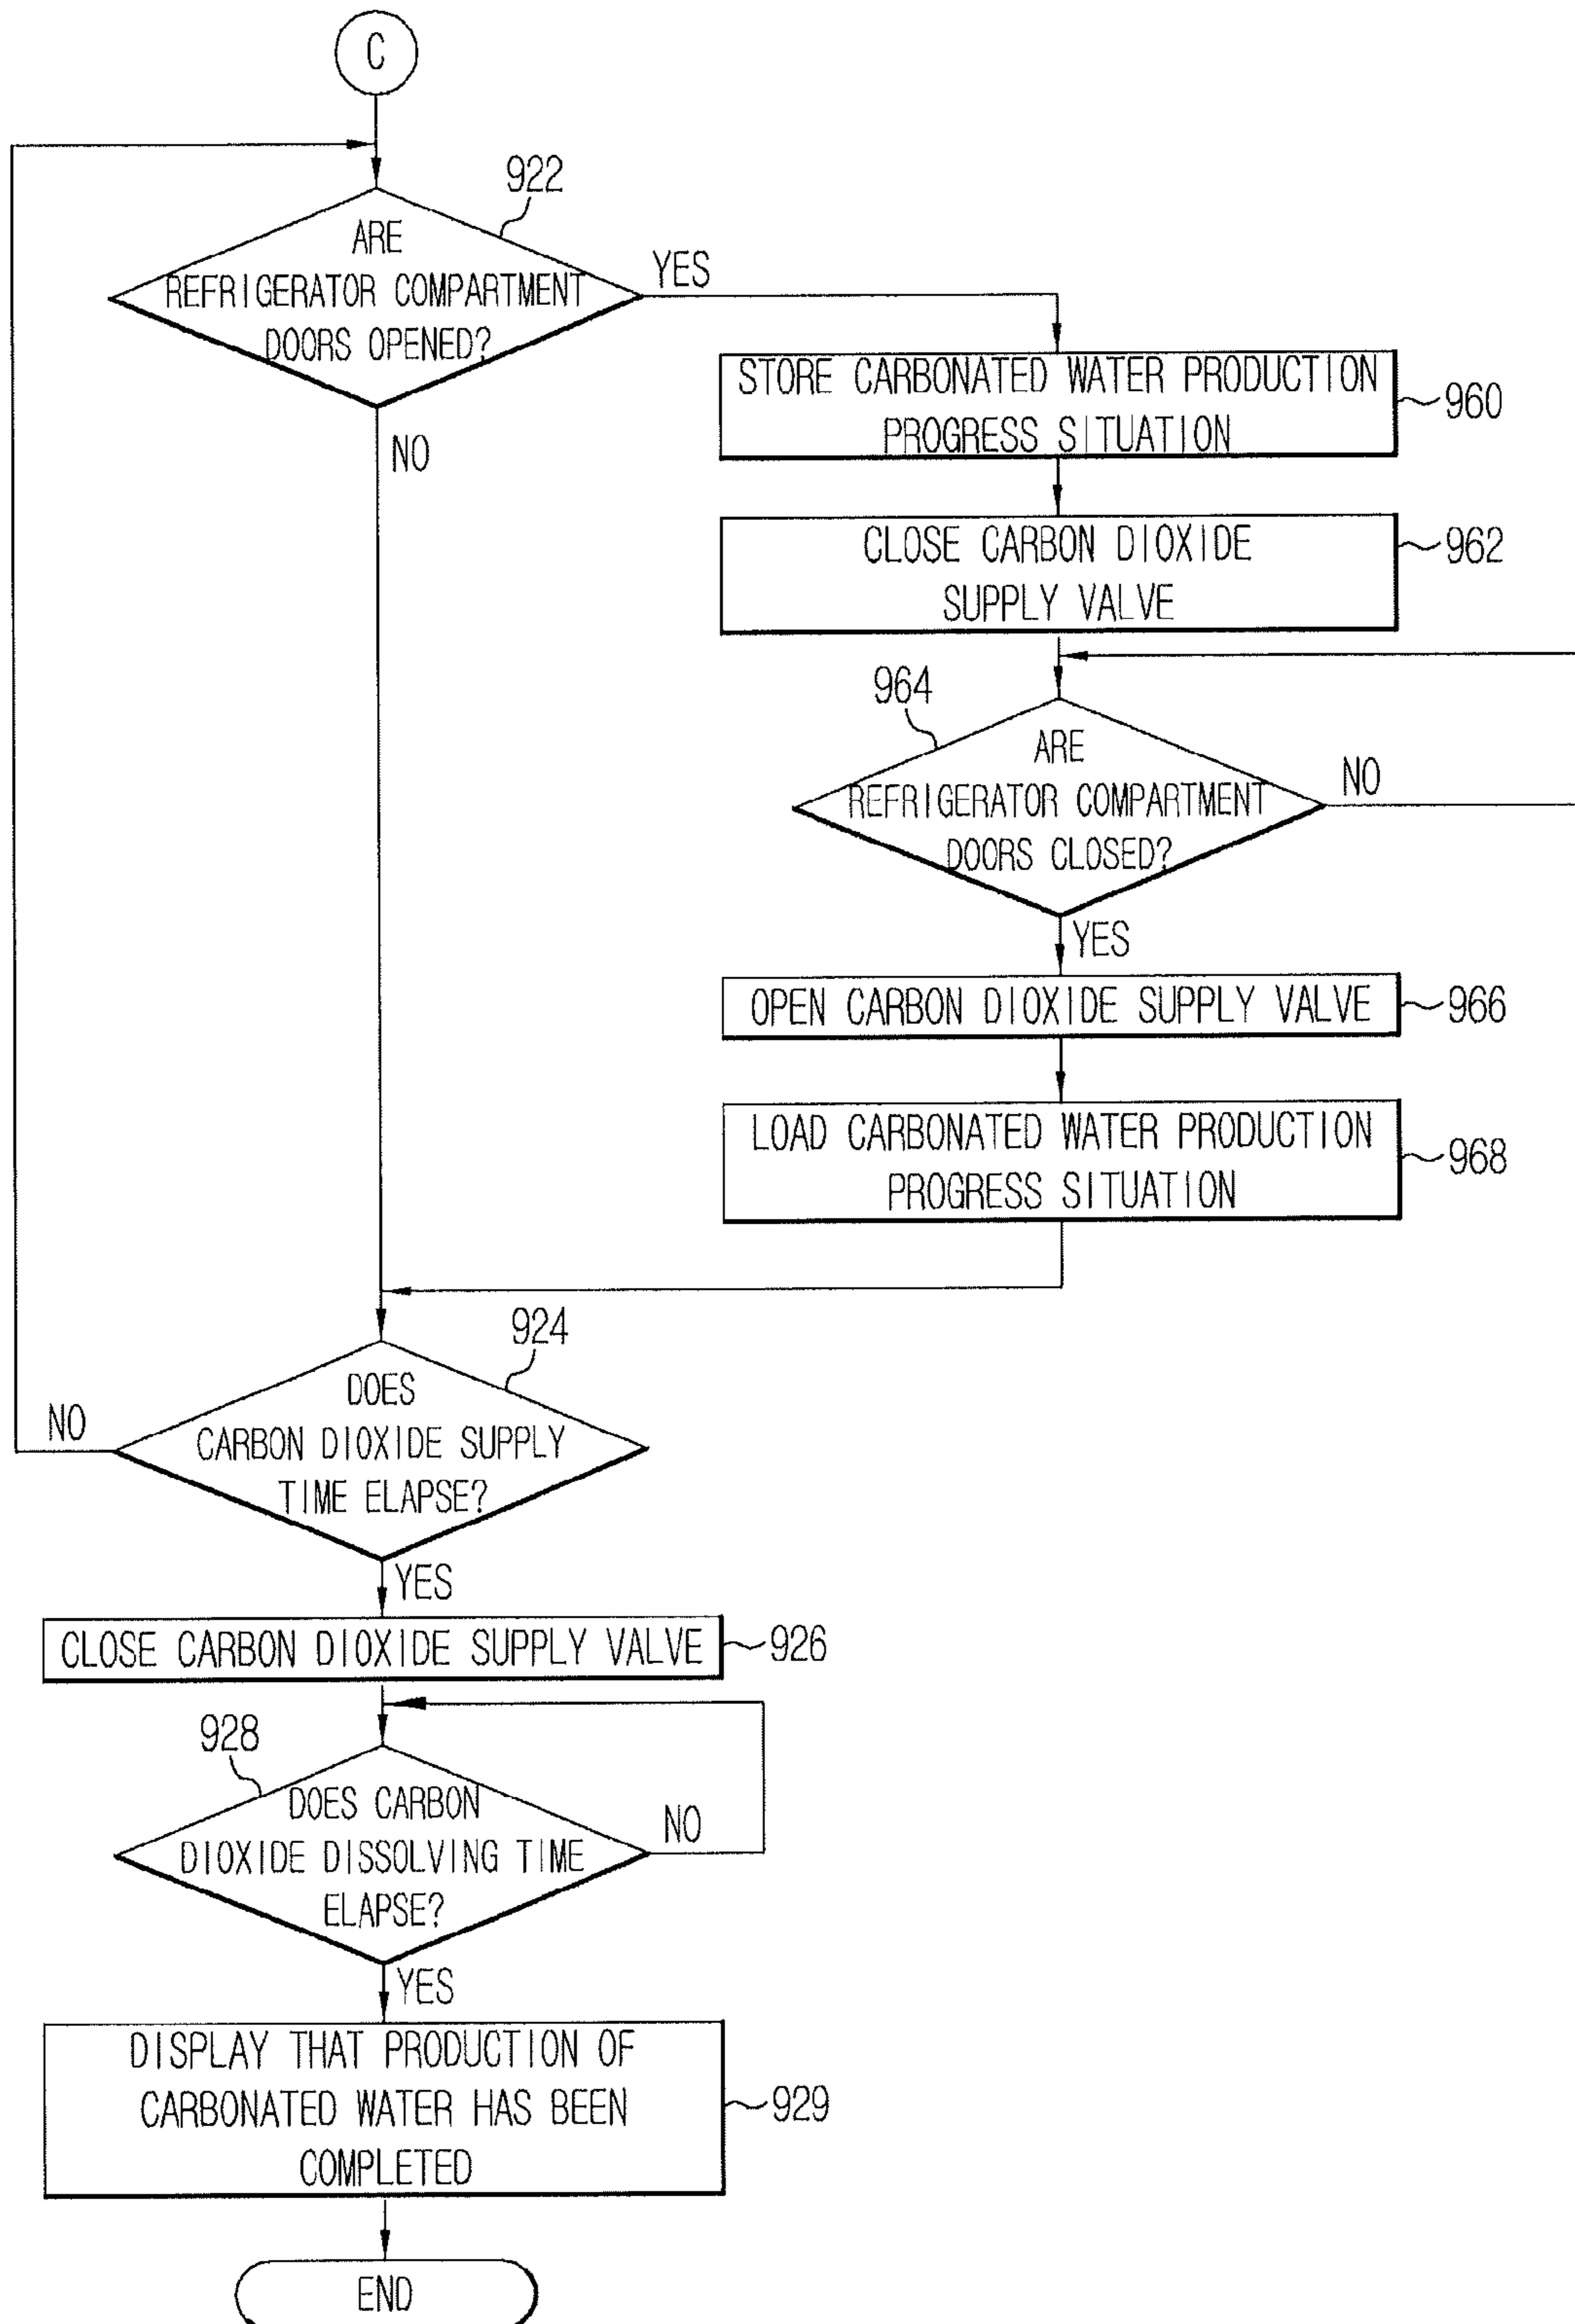 C
922
ARE
REFRIGERATOR COMPARTMENT
DOORS OPENED?
YES
NO
STORE CARBONATED WATER PRODUCTION
PROGRESS SITUATION
960
CLOSE CARBON DIOXIDE
SUPPLY VALVE
962
964
ARE
REFRIGERATOR COMPARTMENT
DOORS CLOSED?
NO
YES
OPEN CARBON DIOXIDE SUPPLY VALVE
966
LOAD CARBONATED WATER PRODUCTION
PROGRESS SITUATION
968
924
DOES
CARBON DIOXIDE SUPPLY
TIME ELAPSE?
NO
YES
CLOSE CARBON DIOXIDE SUPPLY VALVE
926
928
DOES CARBON
DIOXIDE DISSOLVING TIME
ELAPSE?
NO
YES
DISPLAY THAT PRODUCTION OF
CARBONATED WATER HAS BEEN
COMPLETED
929
END